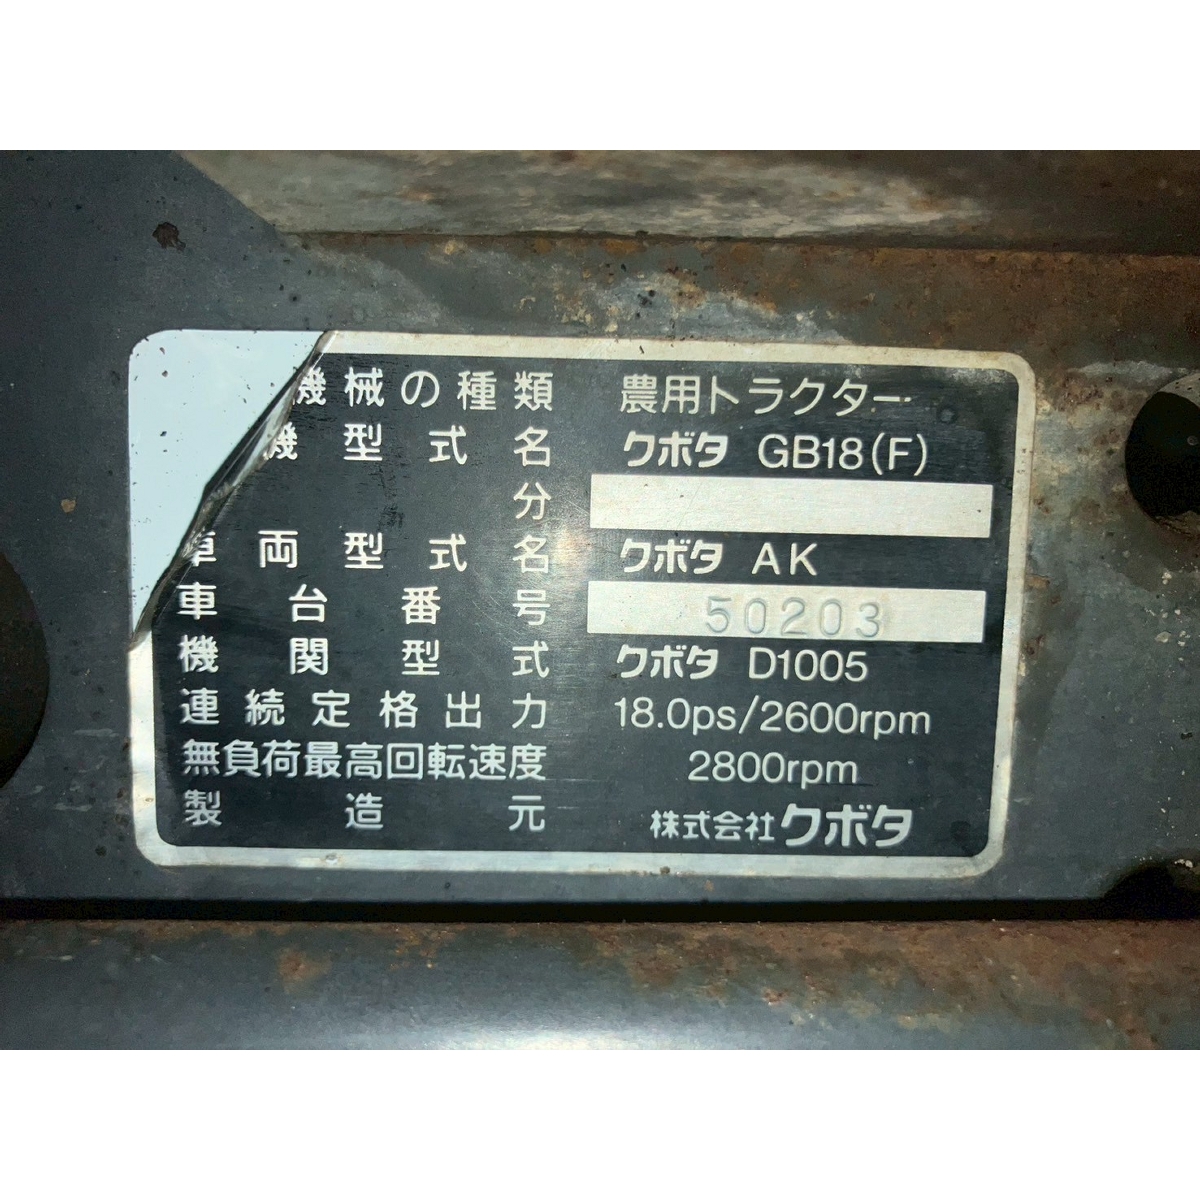 機械の種類 農用トラクター
機型式名 クボタ GB18(F)
分
車両型式名 クボタ AK
車台番号 50203
機関型式 クボタ D1005
連続定格出力 18.0ps/2600rpm
無負荷最高回転速度 2800rpm
製造元 株式会社クボタ